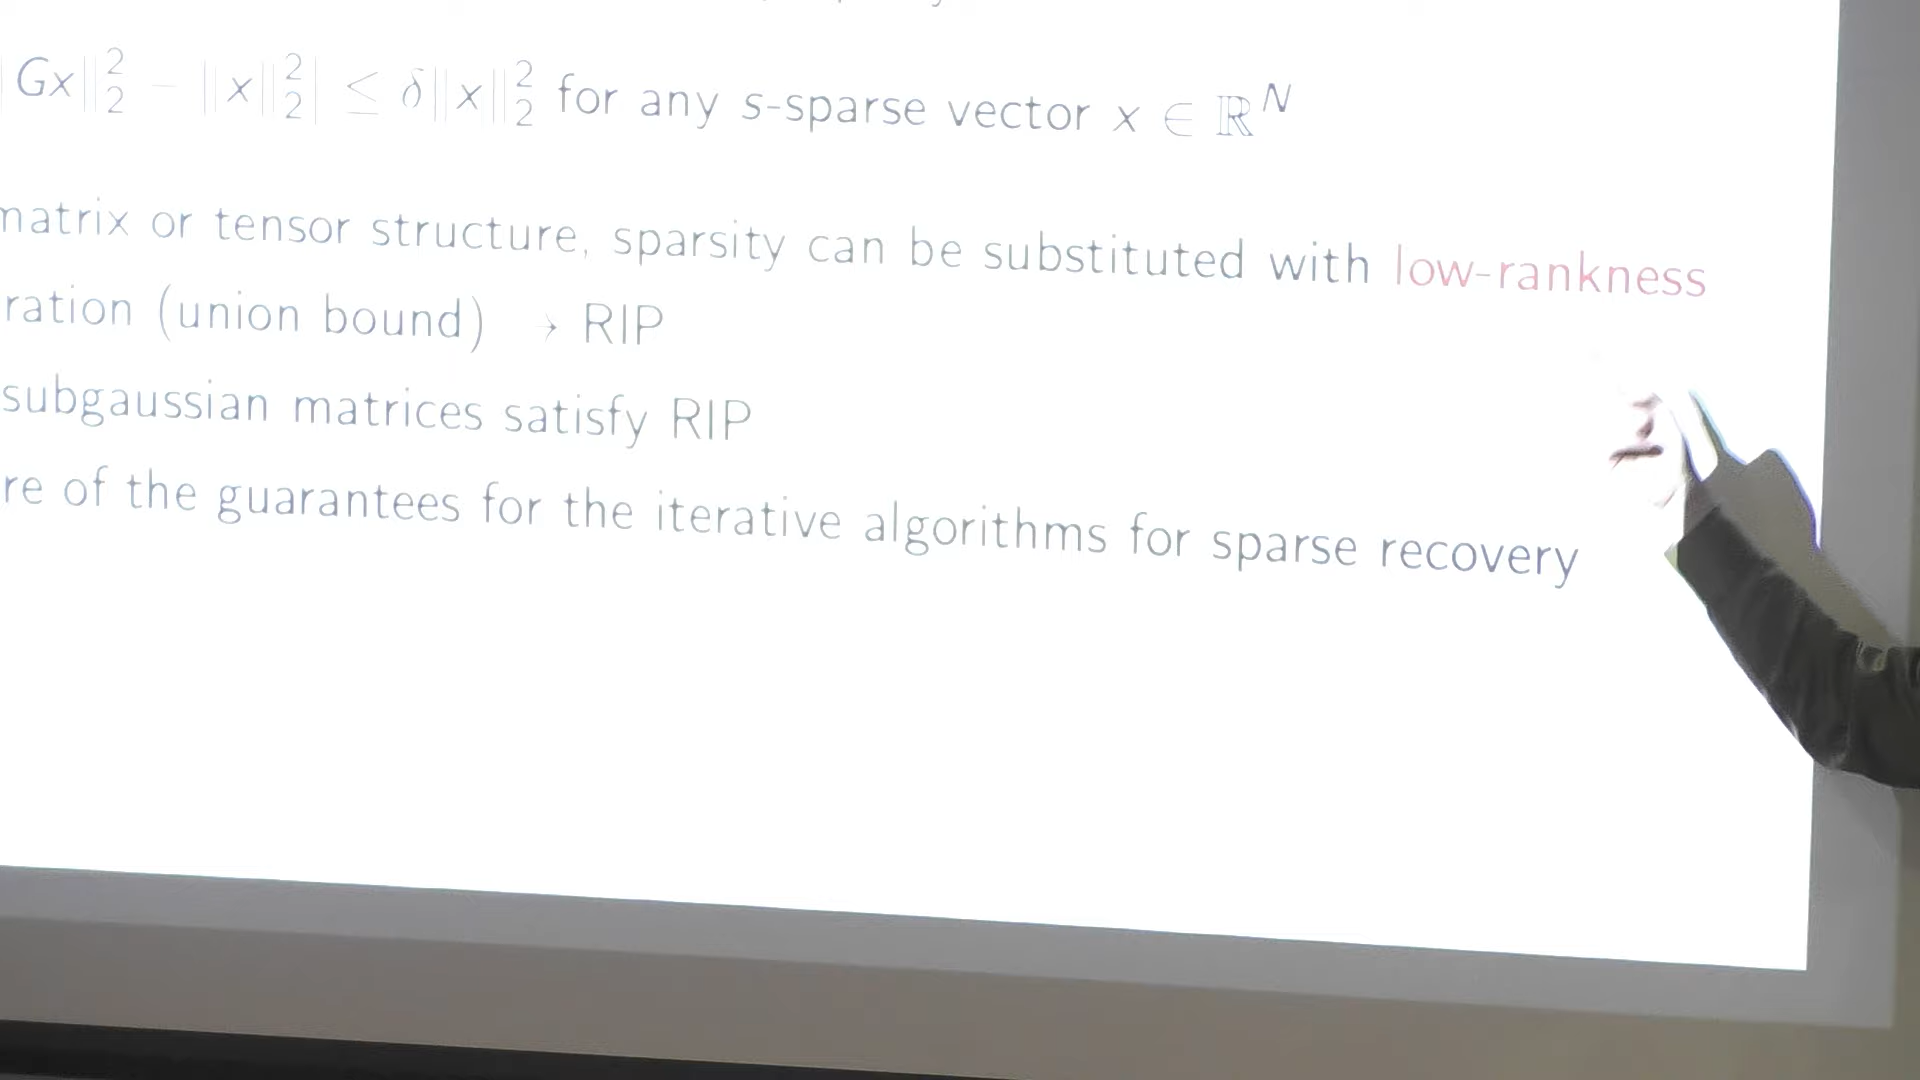 Gx‖₂² − ‖x‖₂²| ≤ δ‖x‖₂² for any s-sparse vector x ∈ ℝᴺ
matrix or tensor structure, sparsity can be substituted with low-rankness
ration (union bound) → RIP
subgaussian matrices satisfy RIP
re of the guarantees for the iterative algorithms for sparse recovery